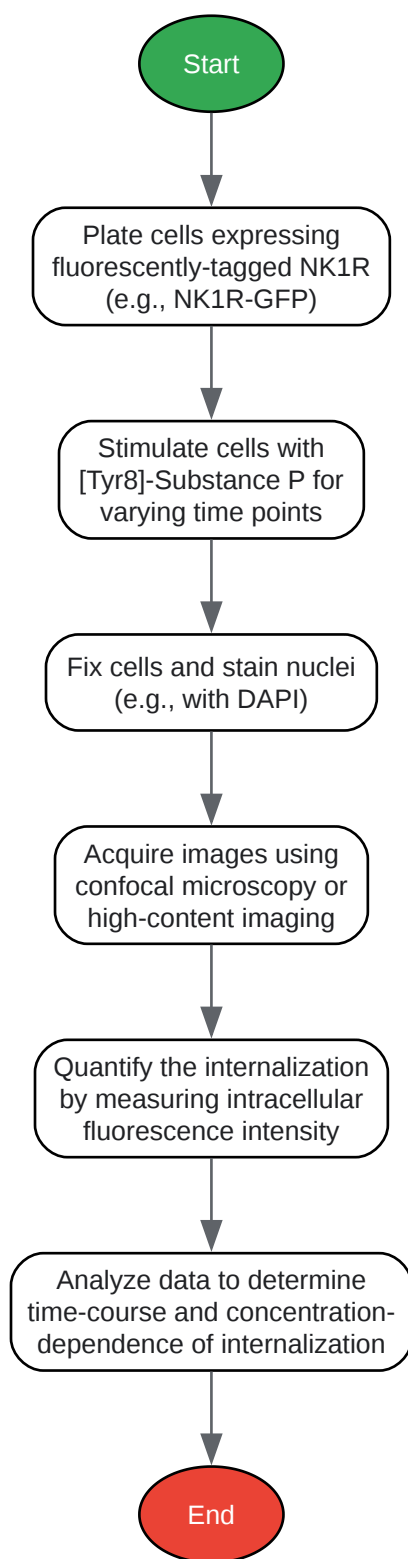 Start
Plate cells expressing
fluorescently-tagged NK1R
(e.g., NK1R-GFP)
Stimulate cells with
[Tyr8]-Substance P for
varying time points
Fix cells and stain nuclei
(e.g., with DAPI)
Acquire images using
confocal microscopy or
high-content imaging
Quantify the internalization
by measuring intracellular
fluorescence intensity
Analyze data to determine
time-course and concentration-
dependence of internalization
End